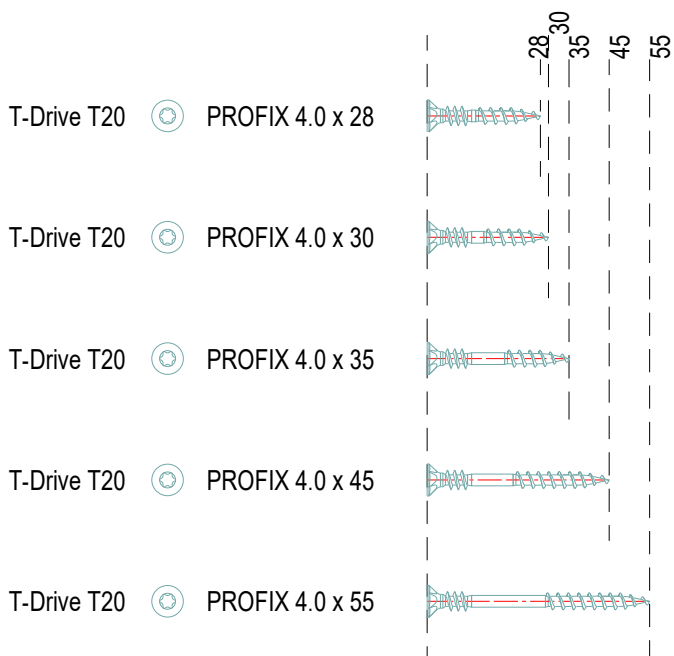 28
30
35
45
55
T-Drive T20 PROFIX 4.0 x 28
T-Drive T20 PROFIX 4.0 x 30
T-Drive T20 PROFIX 4.0 x 35
T-Drive T20 PROFIX 4.0 x 45
T-Drive T20 PROFIX 4.0 x 55